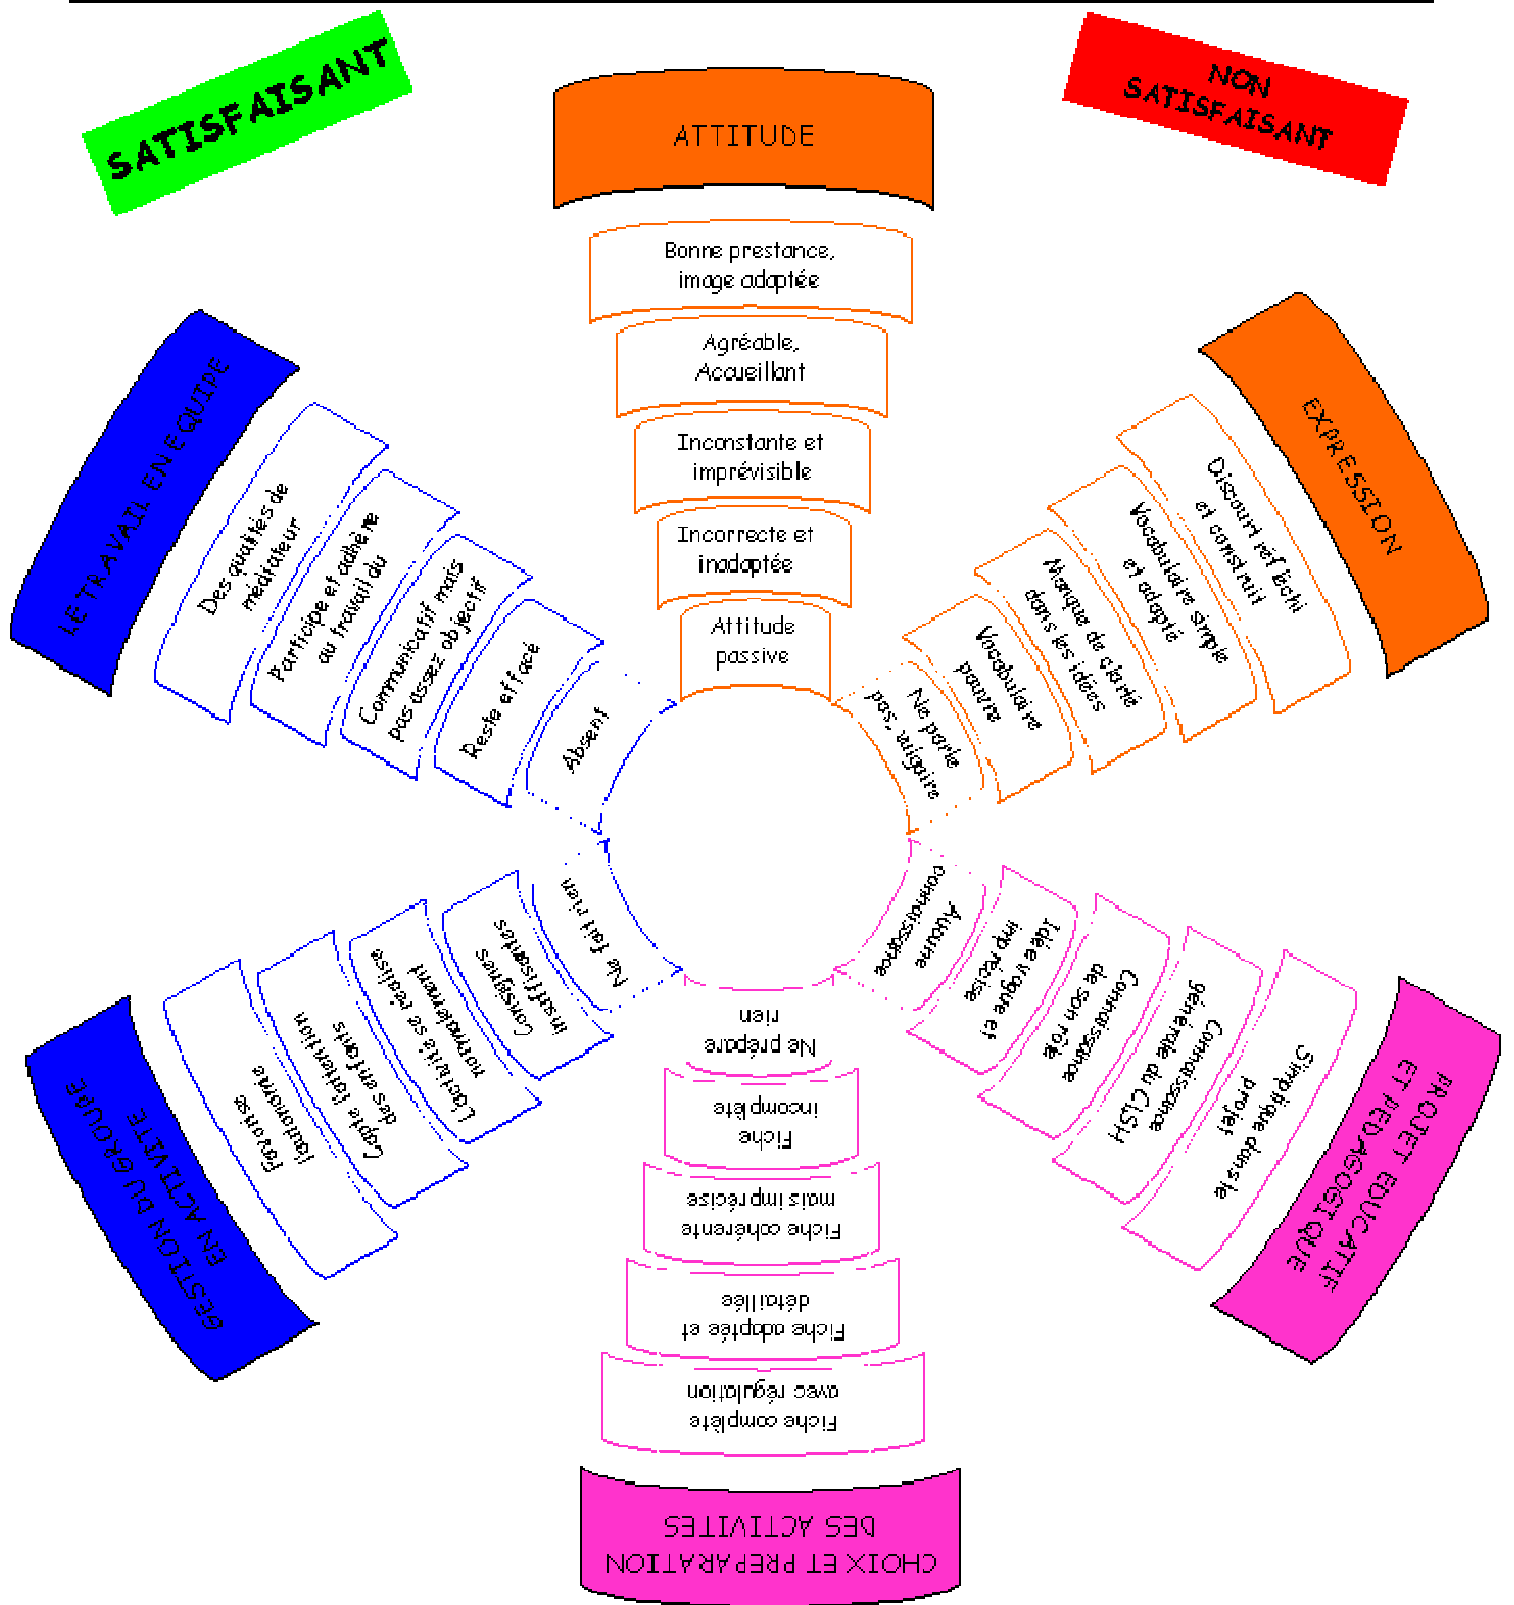 SATISFAISANT
NON
SATISFAISANT
ATTITUDE
Bonne prestance,
image adaptée
Agréable,
Accueillant
Inconstante et
imprévisible
Incorrecte et
inadaptée
Attitude
passive
EXPRESSION
Discourt réfléchi
et construit
Vocabulaire simple
et adapté
Manque de clarté
dans les idées
Vocabulaire
pauvre
Ne parle
pas, vulgaire
PROJET EDUCATIF
ET PEDAGOGIQUE
S'implique dans le
projet
Connaissance
générale du CLSH
Connaissance
de son rôle
Idée vague et
imprécise
Aucune
connaissance
CHOIX ET PREPARATION
DES ACTIVITES
Fiche complète
avec régulation
Fiche adaptée et
détaillée
Fiche cohérente
mais imprécise
Fiche
incomplète
Ne prépare
rien
GESTION DU GROUPE
EN ACTIVITE
Favorise
l'autonomie
Capte l'attention
des enfants
L'activité se réalise
normalement
Consignes
insuffisantes
Ne fait rien
LE TRAVAIL EN EQUIPE
Des qualités de
médiateur
Participe et adhère
au travail du
Communicatif mais
pas assez objectif
Reste effacé
Absent